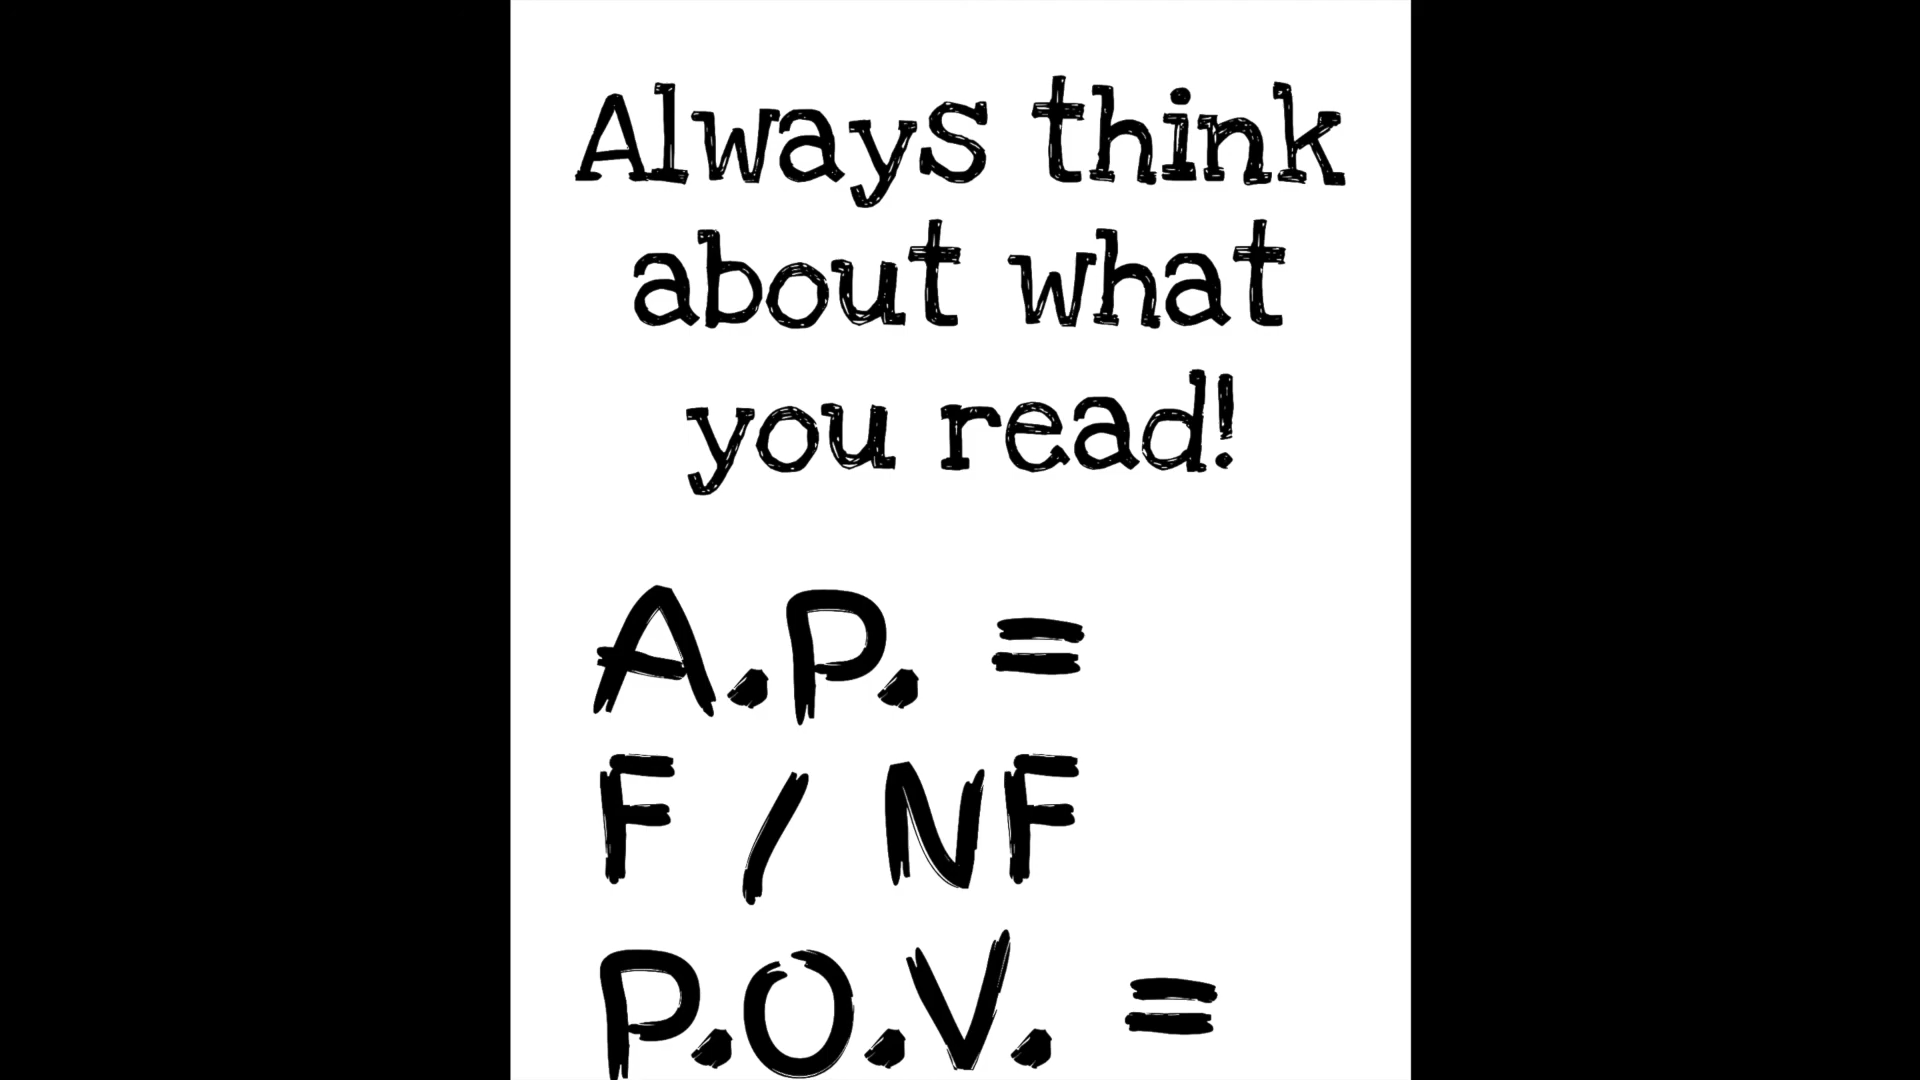 Always think
about what
you read!
A.P. =
F / NF
P.O.V. =